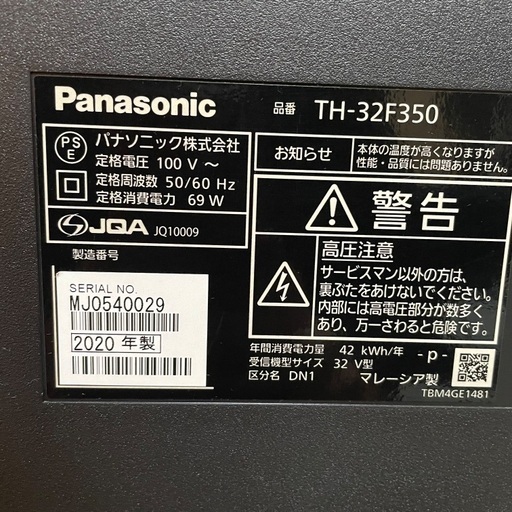 Panasonic
品番 TH-32F350
PS
E
パナソニック株式会社
定格電圧 100 V ～
定格周波数 50/60 Hz
定格消費電力 69 W
JQA JQ10009
製造番号
SERIAL NO.
MJ0540029
2020 年製
お知らせ
本体の温度が高くなりますが
性能・品質には問題ありません。
警告
高圧注意
サービスマン以外の方は、
裏ぶたをあけないでください。
内部には高電圧部分が数多く
あり、万一さわると危険です。
年間消費電力量 42 kWh/年
受信機型サイズ 32 V型
区分名 DN1
-p-
マレーシア製
TBM4GE1481